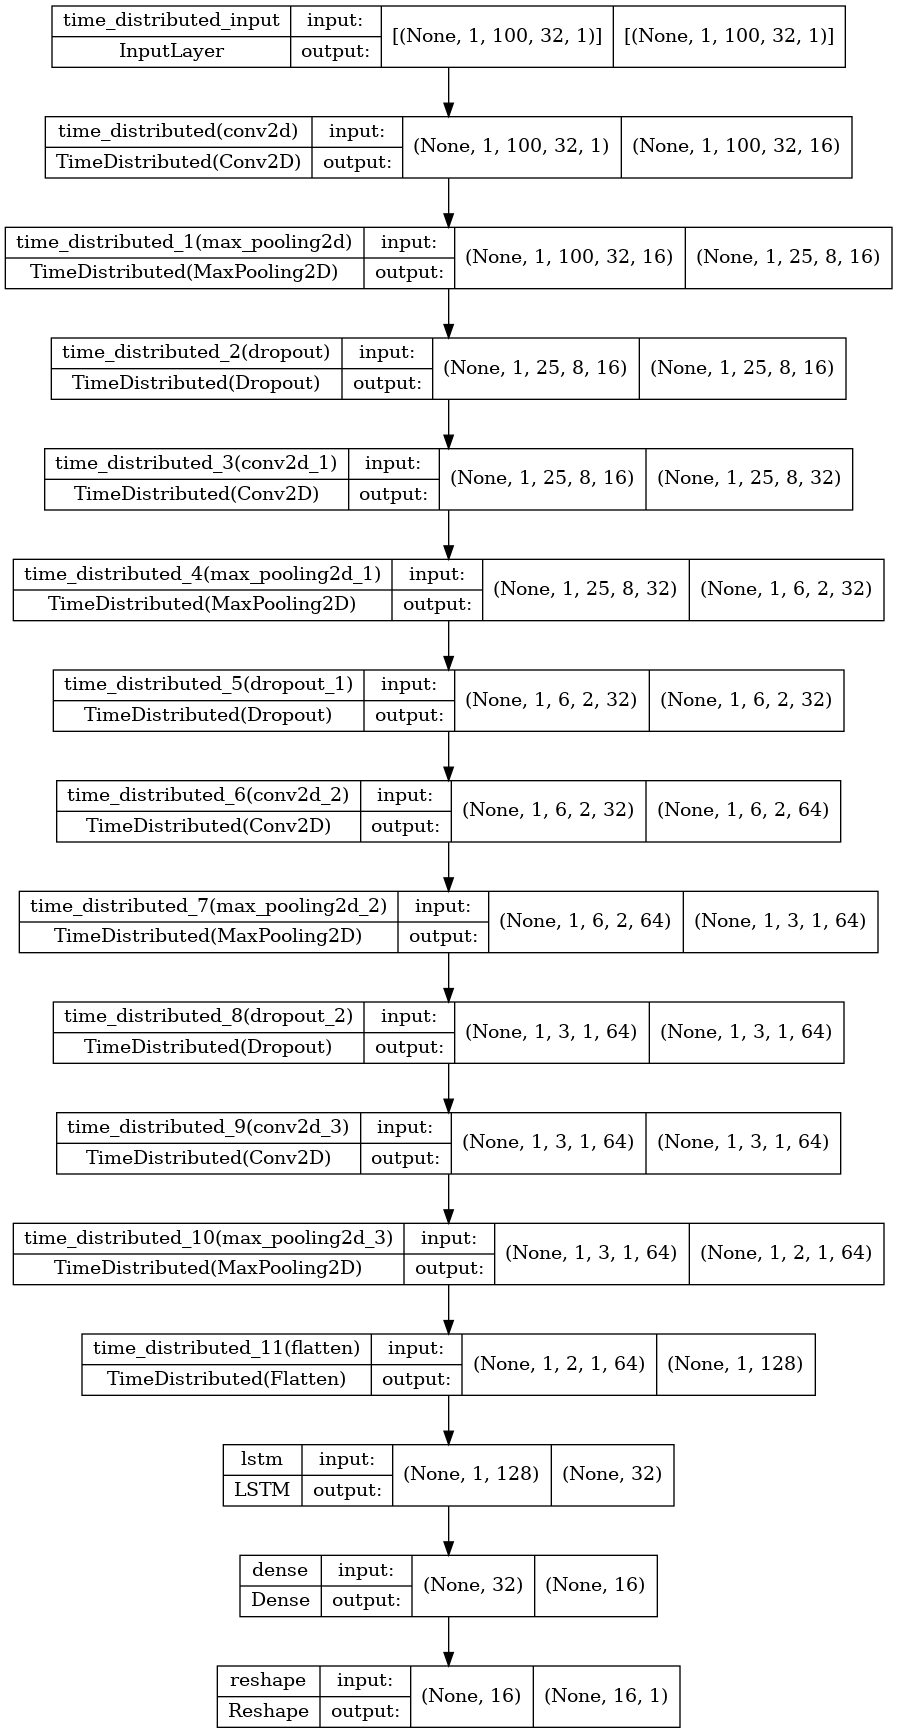 time_distributed_input input: [(None, 1, 100, 32, 1)] [(None, 1, 100, 32, 1)]
InputLayer output:
time_distributed(conv2d) input: (None, 1, 100, 32, 1) (None, 1, 100, 32, 16)
TimeDistributed(Conv2D) output:
time_distributed_1(max_pooling2d) input: (None, 1, 100, 32, 16) (None, 1, 25, 8, 16)
TimeDistributed(MaxPooling2D) output:
time_distributed_2(dropout) input: (None, 1, 25, 8, 16) (None, 1, 25, 8, 16)
TimeDistributed(Dropout) output:
time_distributed_3(conv2d_1) input: (None, 1, 25, 8, 16) (None, 1, 25, 8, 32)
TimeDistributed(Conv2D) output:
time_distributed_4(max_pooling2d_1) input: (None, 1, 25, 8, 32) (None, 1, 6, 2, 32)
TimeDistributed(MaxPooling2D) output:
time_distributed_5(dropout_1) input: (None, 1, 6, 2, 32) (None, 1, 6, 2, 32)
TimeDistributed(Dropout) output:
time_distributed_6(conv2d_2) input: (None, 1, 6, 2, 32) (None, 1, 6, 2, 64)
TimeDistributed(Conv2D) output:
time_distributed_7(max_pooling2d_2) input: (None, 1, 6, 2, 64) (None, 1, 3, 1, 64)
TimeDistributed(MaxPooling2D) output:
time_distributed_8(dropout_2) input: (None, 1, 3, 1, 64) (None, 1, 3, 1, 64)
TimeDistributed(Dropout) output:
time_distributed_9(conv2d_3) input: (None, 1, 3, 1, 64) (None, 1, 3, 1, 64)
TimeDistributed(Conv2D) output:
time_distributed_10(max_pooling2d_3) input: (None, 1, 3, 1, 64) (None, 1, 2, 1, 64)
TimeDistributed(MaxPooling2D) output:
time_distributed_11(flatten) input: (None, 1, 2, 1, 64) (None, 1, 128)
TimeDistributed(Flatten) output:
lstm input: (None, 1, 128) (None, 32)
LSTM output:
dense input: (None, 32) (None, 16)
Dense output:
reshape input: (None, 16) (None, 16, 1)
Reshape output: